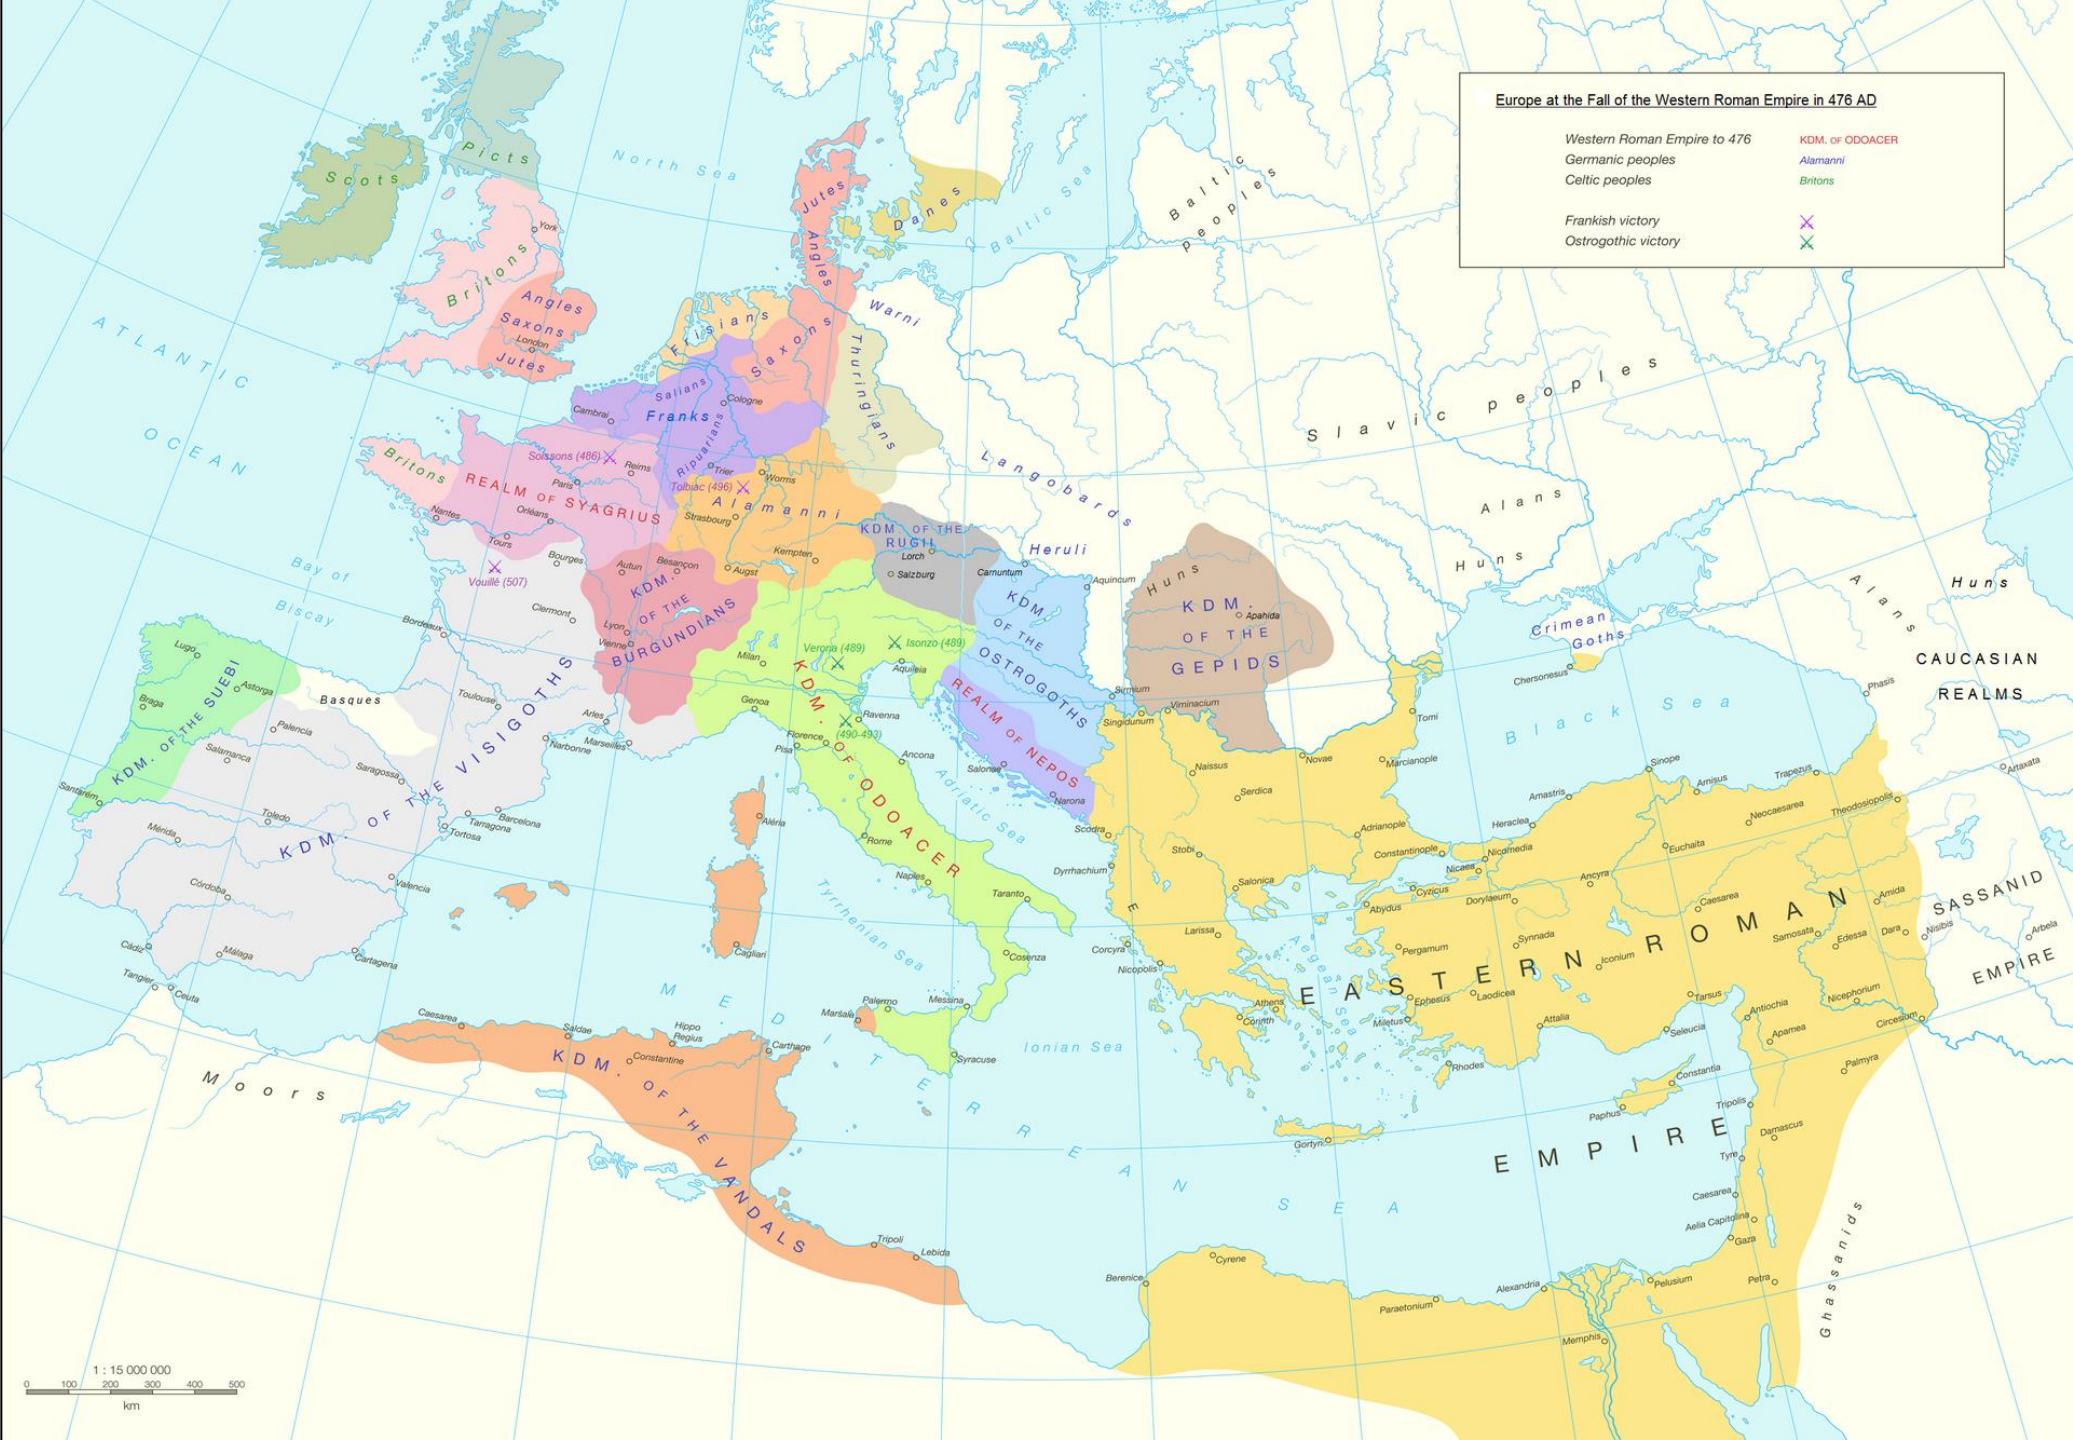 Europe at the Fall of the Western Roman Empire in 476 AD
Western Roman Empire to 476
KDM. OF ODOACER
Germanic peoples
Alamanni
Celtic peoples
Britons
Frankish victory
Ostrogothic victory
North Sea
Baltic Sea
ATLANTIC
OCEAN
Bay of
Biscay
Scots
Picts
Britons
York
Angles
Saxons
London
Jutes
Jutes
Angles
Danes
Baltic
peoples
Warni
Frisians
Saxons
Thuringians
Salians
Franks
Ripuarians
Cologne
Cambrai
Soissons (486)
Reims
Trier
Worms
Tolbiac (496)
Paris
Britons
REALM OF SYAGRIUS
Alamanni
Strasbourg
Nantes
Orléans
Tours
Bourges
Vouillé (507)
Kempten
Augst
Autun
Besançon
KDM.
OF THE
BURGUNDIANS
Lyon
Vienne
Clermont
Bordeaux
KDM. OF THE
RUGII
Lorch
Salzburg
Carnuntum
Heruli
Langobards
Slavic peoples
Alans
Huns
Aquincum
Huns
KDM.
OF THE
GEPIDS
Apahida
KDM.
OF THE
OSTROGOTHS
Crimean
Goths
Chersonesus
Alans
Huns
CAUCASIAN
REALMS
Phasis
Black Sea
Lugo
Astorga
Braga
KDM. OF THE SUEBI
Santarém
Basques
Palencia
Salamanca
Saragossa
Toledo
Mérida
Córdoba
Cádiz
Málaga
Cartagena
Valencia
Tortosa
Tarragona
Barcelona
KDM. OF THE VISIGOTHS
Toulouse
Narbonne
Arles
Marseilles
Tangier
Ceuta
Milan
Verona (489)
Isonzo (489)
Aquileia
Genoa
Ravenna
(490-493)
Florence
Pisa
Ancona
KDM. OF ODOACER
Rome
Naples
Taranto
Cosenza
Messina
Palermo
Marsala
Syracuse
Aléria
Cagliari
Adriatic Sea
Tyrrhenian Sea
Ionian Sea
REALM OF NEPOS
Salonae
Narona
Sirmium
Singidunum
Viminacium
Naissus
Serdica
Novae
Tomi
Marcianople
Scodra
Stobi
Dyrrhachium
E
Salonica
Larissa
Corcyra
Nicopolis
Athens
Corinth
Adrianople
Constantinople
Heraclea
Nicomedia
Nicaea
Cyzicus
Abydus
Dorylaeum
Pergamum
Synnada
Aegean Sea
Ephesus
Laodicea
Miletus
Iconium
Attalia
Rhodes
Gortyn
Amastris
Sinope
Amisus
Trapezus
Neocaesarea
Theodosiopolis
Euchaita
Ancyra
Caesarea
Artaxata
Amida
Samosata
Edessa
Dara
Nisibis
Arbela
SASSANID
EMPIRE
EASTERN ROMAN
EMPIRE
Tarsus
Seleucia
Antiochia
Apamea
Nicephorium
Circesium
Palmyra
Constantia
Paphus
Tripolis
Damascus
Tyre
Caesarea
Aelia Capitolina
Gaza
Petra
Ghassanids
Pelusium
Alexandria
Memphis
Paraetonium
Cyrene
Berenice
MEDITERRANEAN SEA
Moors
Caesarea
Saldae
Hippo
Regius
Carthage
Constantine
KDM. OF THE VANDALS
Tripoli
Lebida
1 : 15 000 000
0 100 200 300 400 500
km